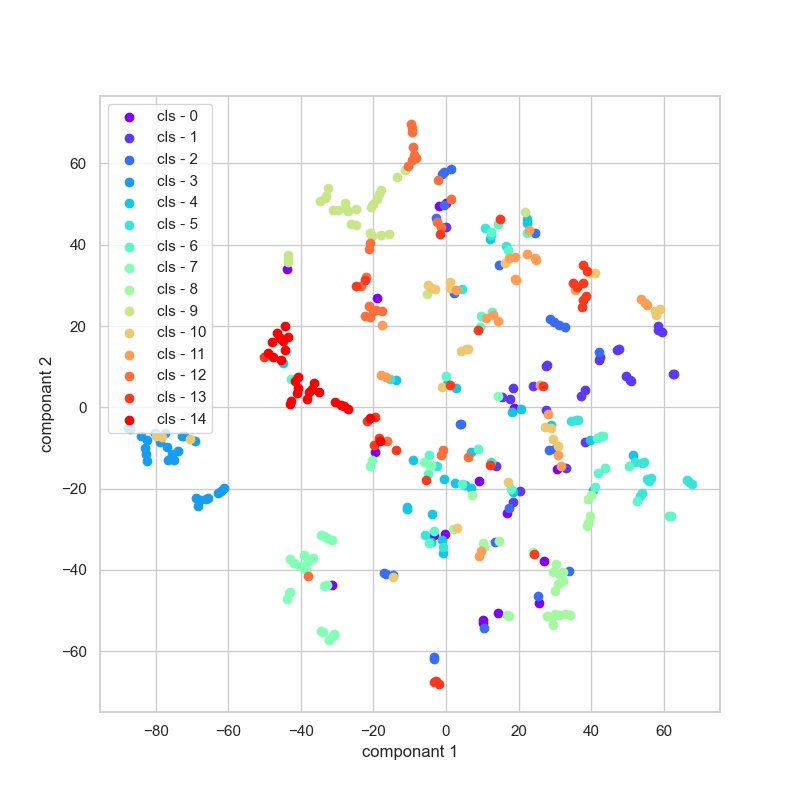 cls - 0
cls - 1
cls - 2
cls - 3
cls - 4
cls - 5
cls - 6
cls - 7
cls - 8
cls - 9
cls - 10
cls - 11
cls - 12
cls - 13
cls - 14
60
40
20
0
−20
−40
−60
componant 2
−80 −60 −40 −20 0 20 40 60
componant 1